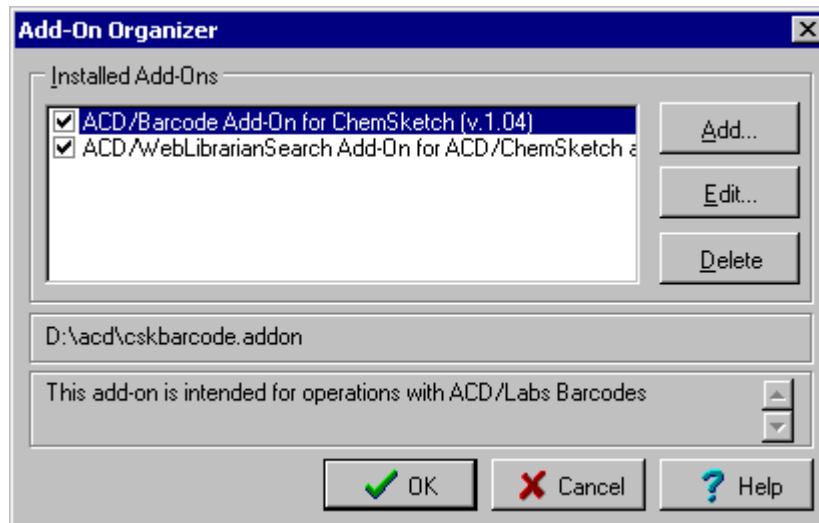 Add-On Organizer
Installed Add-Ons
ACD/Barcode Add-On for ChemSketch (v.1.04)
ACD/WebLibrarianSearch Add-On for ACD/ChemSketch a
Add...
Edit...
Delete
D:\acd\cskbarcode.addon
This add-on is intended for operations with ACD/Labs Barcodes
OK
Cancel
Help